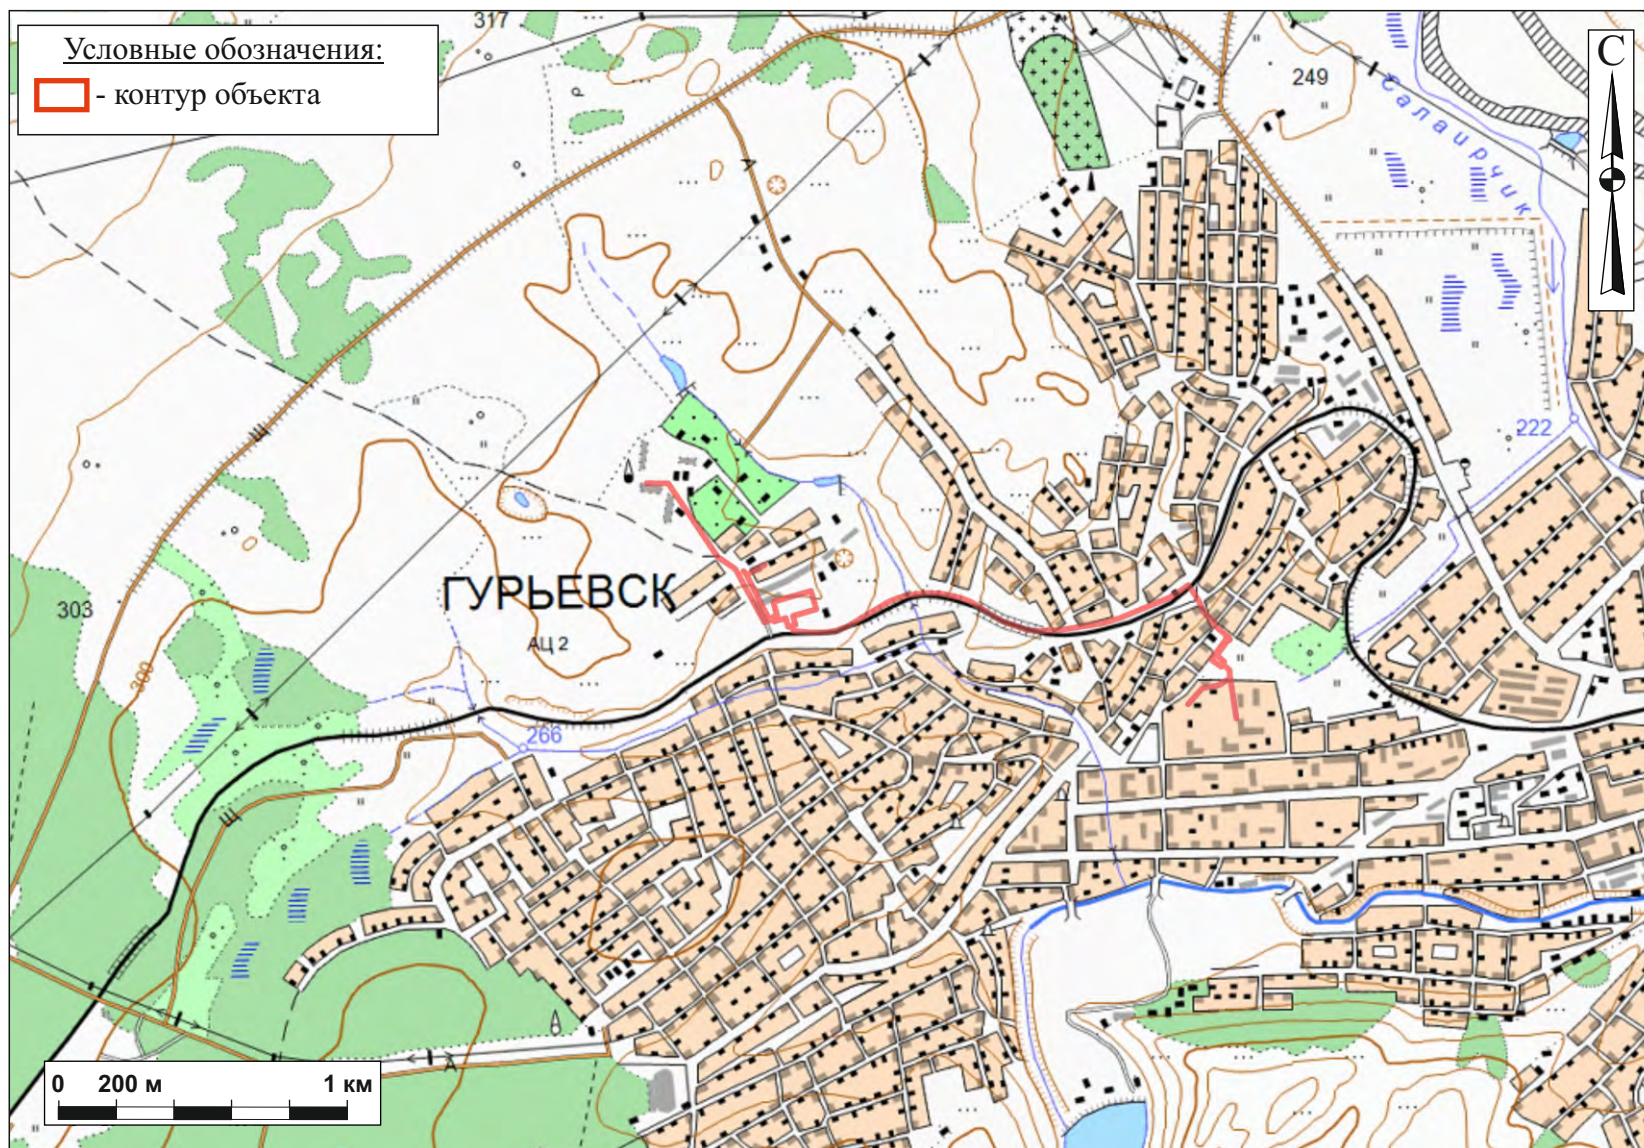 317
Условные обозначения:
- контур объекта
С
249
Салаирчик
А
Щ
222
303
ГУРЬЕВСК
АЦ 2
300
266
Щ
А
0 200 м 1 км